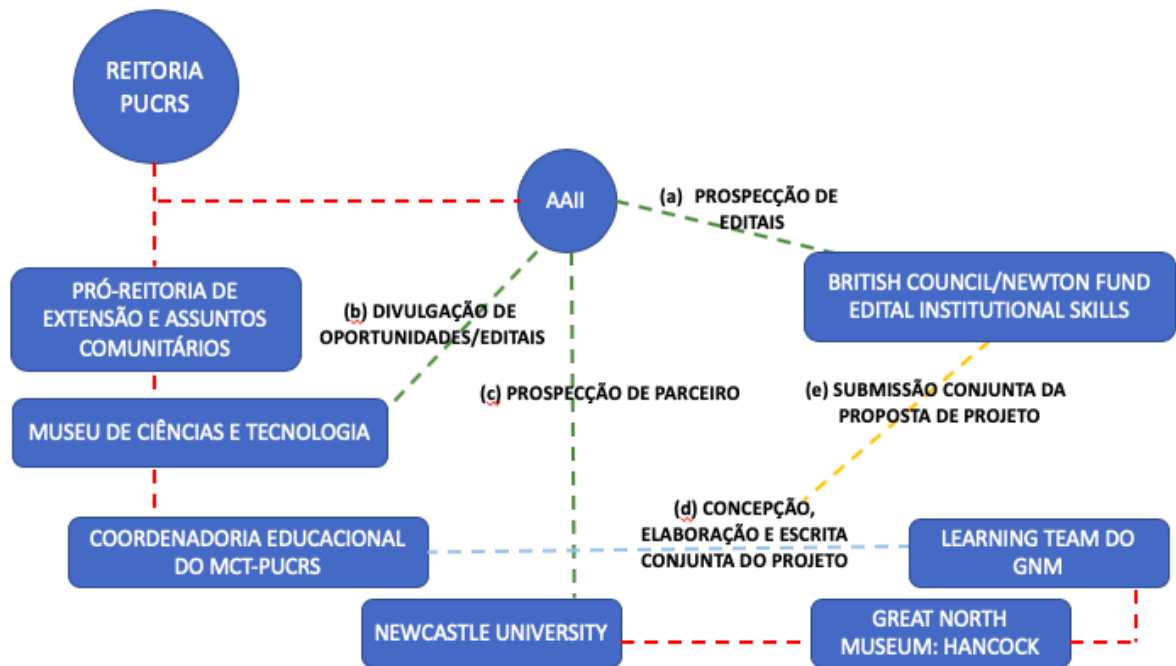 REITORIA
PUCRS
AAII
(a) PROSPECÇÃO DE
EDITAIS
PRÓ-REITORIA DE
EXTENSÃO E ASSUNTOS
COMUNITÁRIOS
BRITISH COUNCIL/NEWTON FUND
EDITAL INSTITUTIONAL SKILLS
(b) DIVULGAÇÃO DE
OPORTUNIDADES/EDITAIS
(c) PROSPECÇÃO DE PARCEIRO
(e) SUBMISSÃO CONJUNTA DA
PROPOSTA DE PROJETO
MUSEU DE CIÊNCIAS E TECNOLOGIA
(d) CONCEPÇÃO,
ELABORAÇÃO E ESCRITA
CONJUNTA DO PROJETO
COORDENADORIA EDUCACIONAL
DO MCT-PUCRS
LEARNING TEAM DO
GNM
NEWCASTLE UNIVERSITY
GREAT NORTH
MUSEUM: HANCOCK